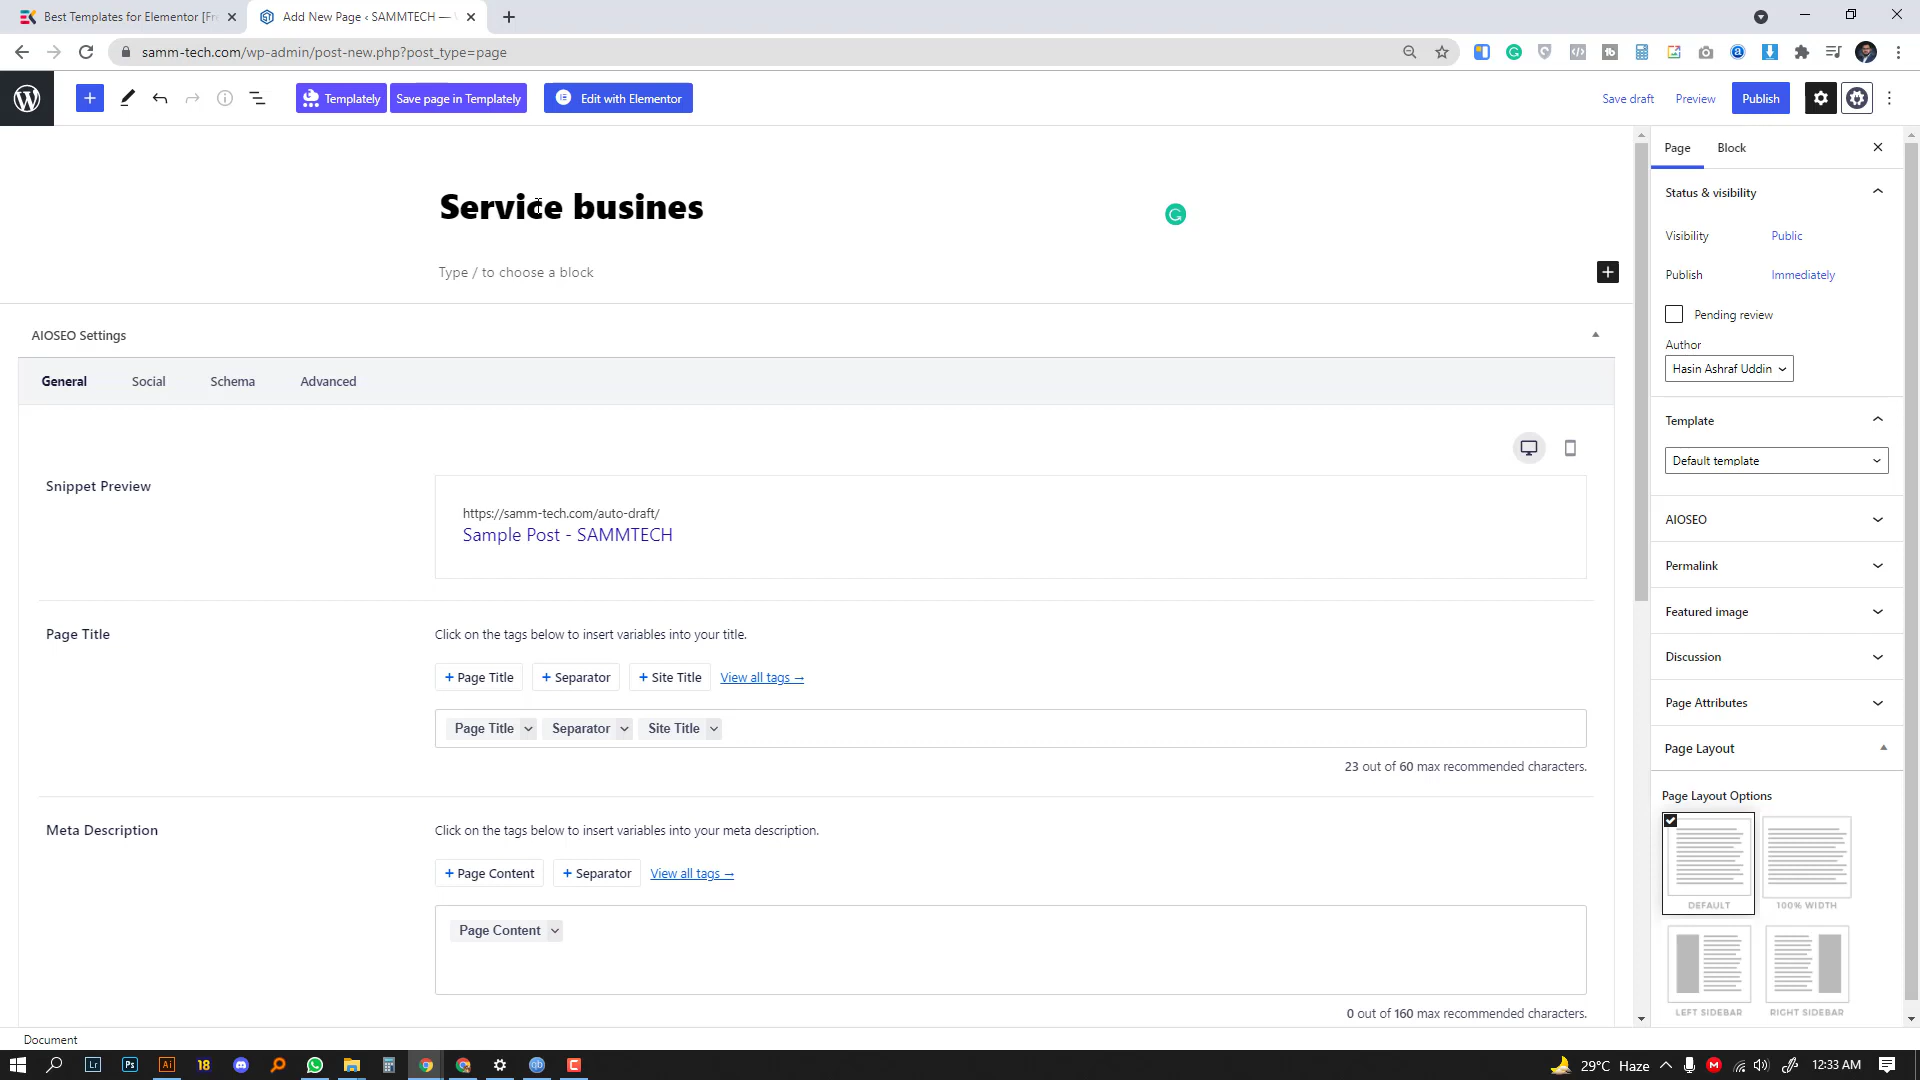 Best Templates for Elementor [Fre
Add New Page ‹ SAMMTECH —
samm-tech.com/wp-admin/post-new.php?post_type=page
Templately
Save page in Templately
Edit with Elementor
Save draft
Preview
Publish
Service busines
Type / to choose a block
AIOSEO Settings
General
Social
Schema
Advanced
Snippet Preview
https://samm-tech.com/auto-draft/
Sample Post - SAMMTECH
Page Title
Click on the tags below to insert variables into your title.
+ Page Title
+ Separator
+ Site Title
View all tags →
Page Title
Separator
Site Title
23 out of 60 max recommended characters.
Meta Description
Click on the tags below to insert variables into your meta description.
+ Page Content
+ Separator
View all tags →
Page Content
0 out of 160 max recommended characters.
Page
Block
Status & visibility
Visibility
Public
Publish
Immediately
Pending review
Author
Hasin Ashraf Uddin
Template
Default template
AIOSEO
Permalink
Featured image
Discussion
Page Attributes
Page Layout
Page Layout Options
DEFAULT
100% WIDTH
LEFT SIDEBAR
RIGHT SIDEBAR
Document
Lr
Ps
Ai
18
qb
29°C Haze
12:33 AM